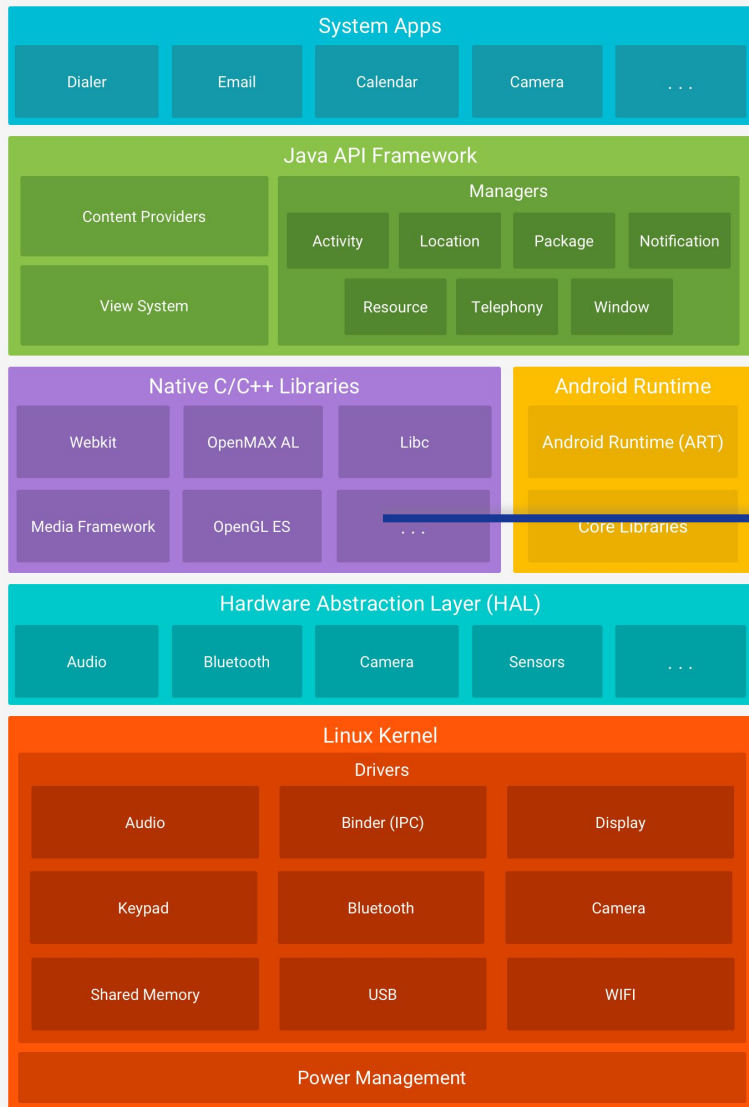 System Apps
Dialer Email Calendar Camera . . .
Java API Framework
Content Providers
View System
Managers
Activity Location Package Notification
Resource Telephony Window
Native C/C++ Libraries
Webkit OpenMAX AL Libc
Media Framework OpenGL ES . . .
Android Runtime
Android Runtime (ART)
Core Libraries
Hardware Abstraction Layer (HAL)
Audio Bluetooth Camera Sensors . . .
Linux Kernel
Drivers
Audio Binder (IPC) Display
Keypad Bluetooth Camera
Shared Memory USB WIFI
Power Management